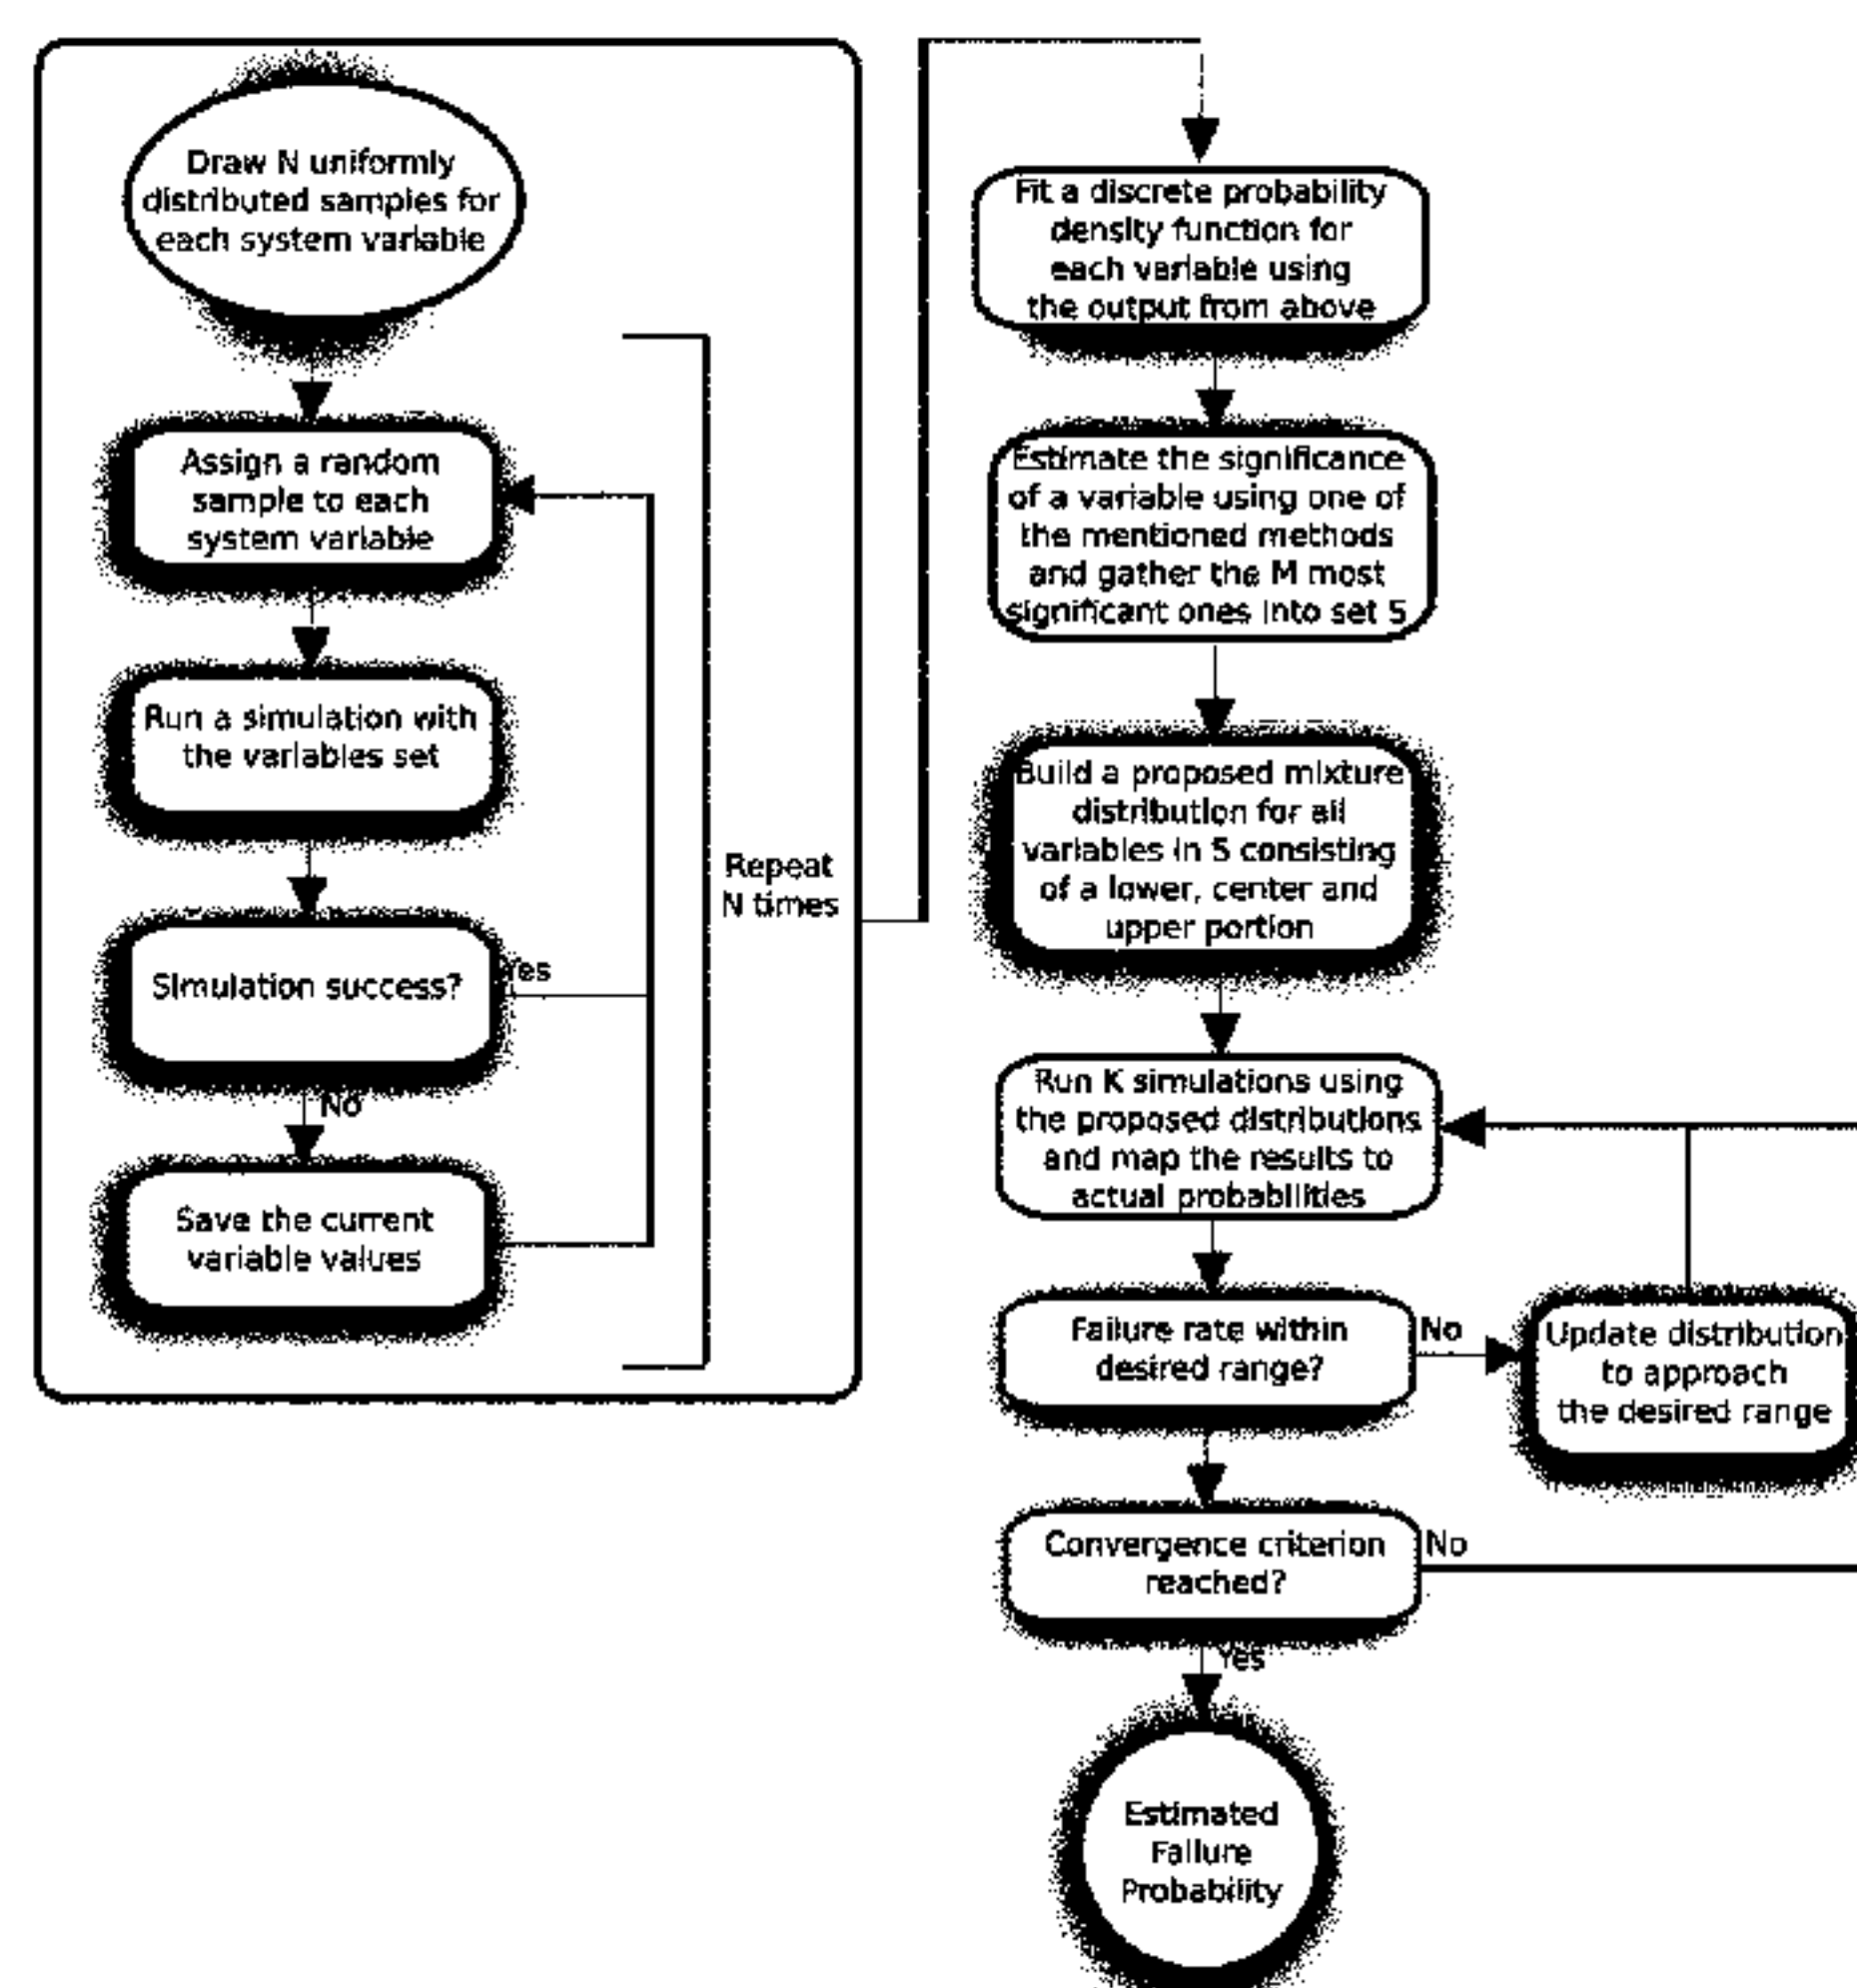 Draw N uniformly
distributed samples for
each system variable
Assign a random
sample to each
system variable
Run a simulation with
the variables set
Simulation success?
Yes
No
Save the current
variable values
Repeat
N times
Fit a discrete probability
density function for
each variable using
the output from above
Estimate the significance
of a variable using one of
the mentioned methods
and gather the M most
significant ones into set S
Build a proposed mixture
distribution for all
variables in S consisting
of a lower, center and
upper portion
Run K simulations using
the proposed distributions
and map the results to
actual probabilities
Failure rate within
desired range?
No
Update distribution
to approach
the desired range
Convergence criterion
reached?
No
Yes
Estimated
Failure
Probability